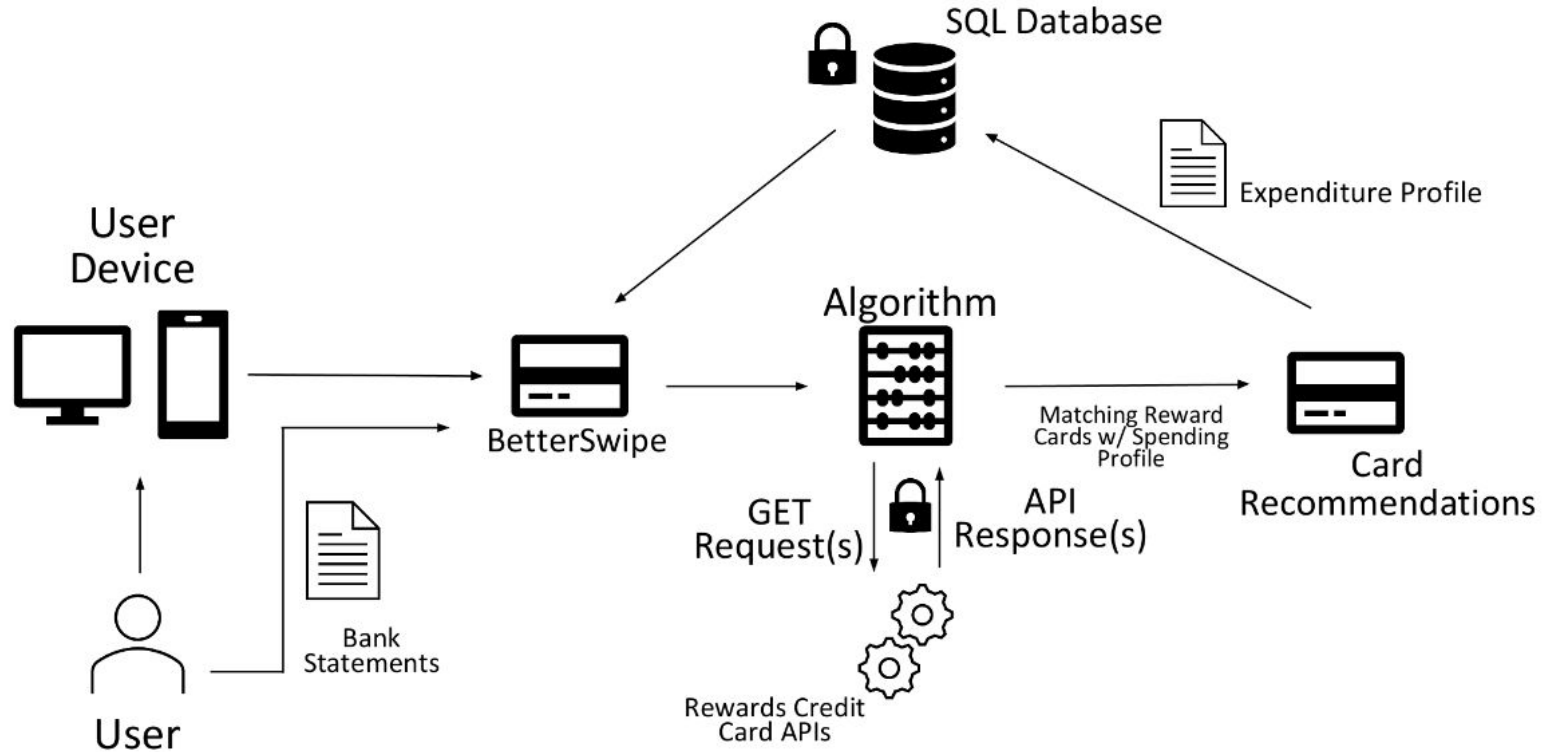 SQL Database
Expenditure Profile
User
Device
Algorithm
BetterSwipe
Matching Reward
Cards w/ Spending
Profile
Card
Recommendations
GET
Request(s)
API
Response(s)
Bank
Statements
Rewards Credit
Card APIs
User